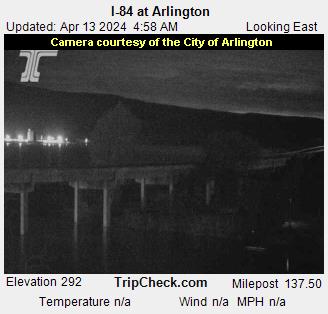 I-84 at Arlington
Updated: Apr 13 2024 4:58 AM Looking East
Camera courtesy of the City of Arlington
Elevation 292 TripCheck.com Milepost 137.50
Temperature n/a Wind n/a MPH n/a